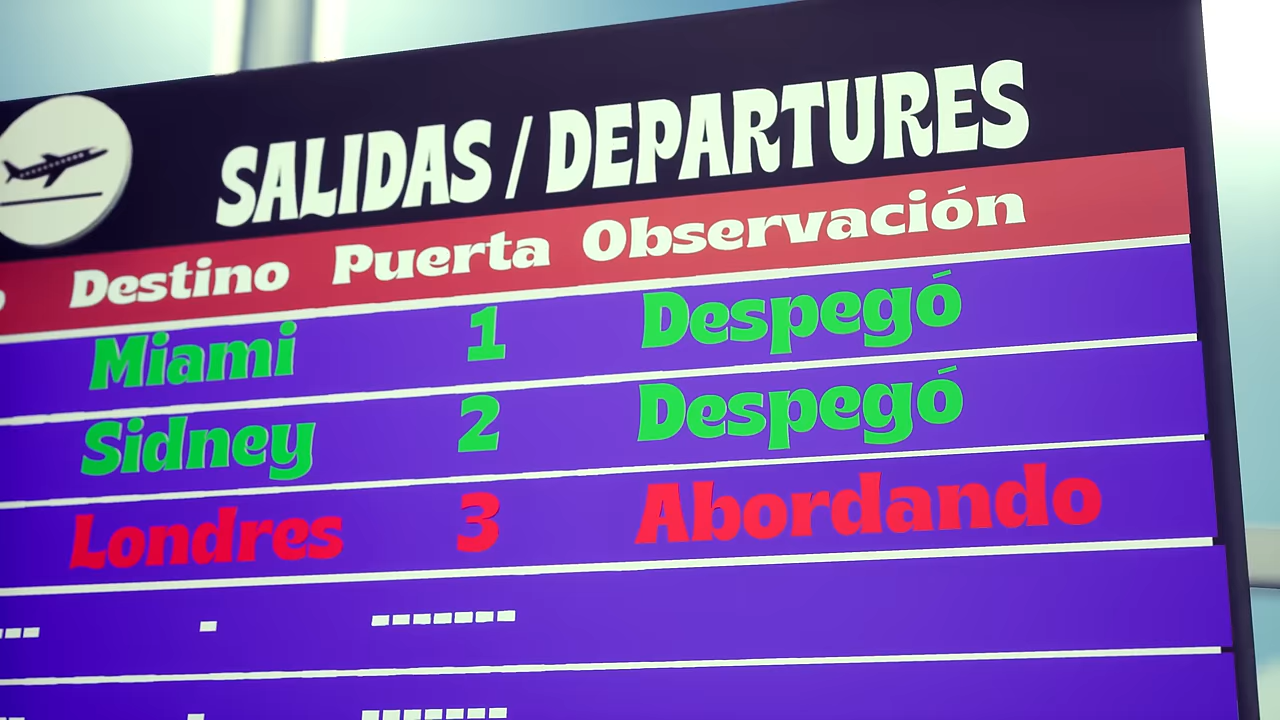 SALIDAS / DEPARTURES
Destino Puerta Observación
Miami 1 Despegó
Sidney 2 Despegó
Londres 3 Abordando